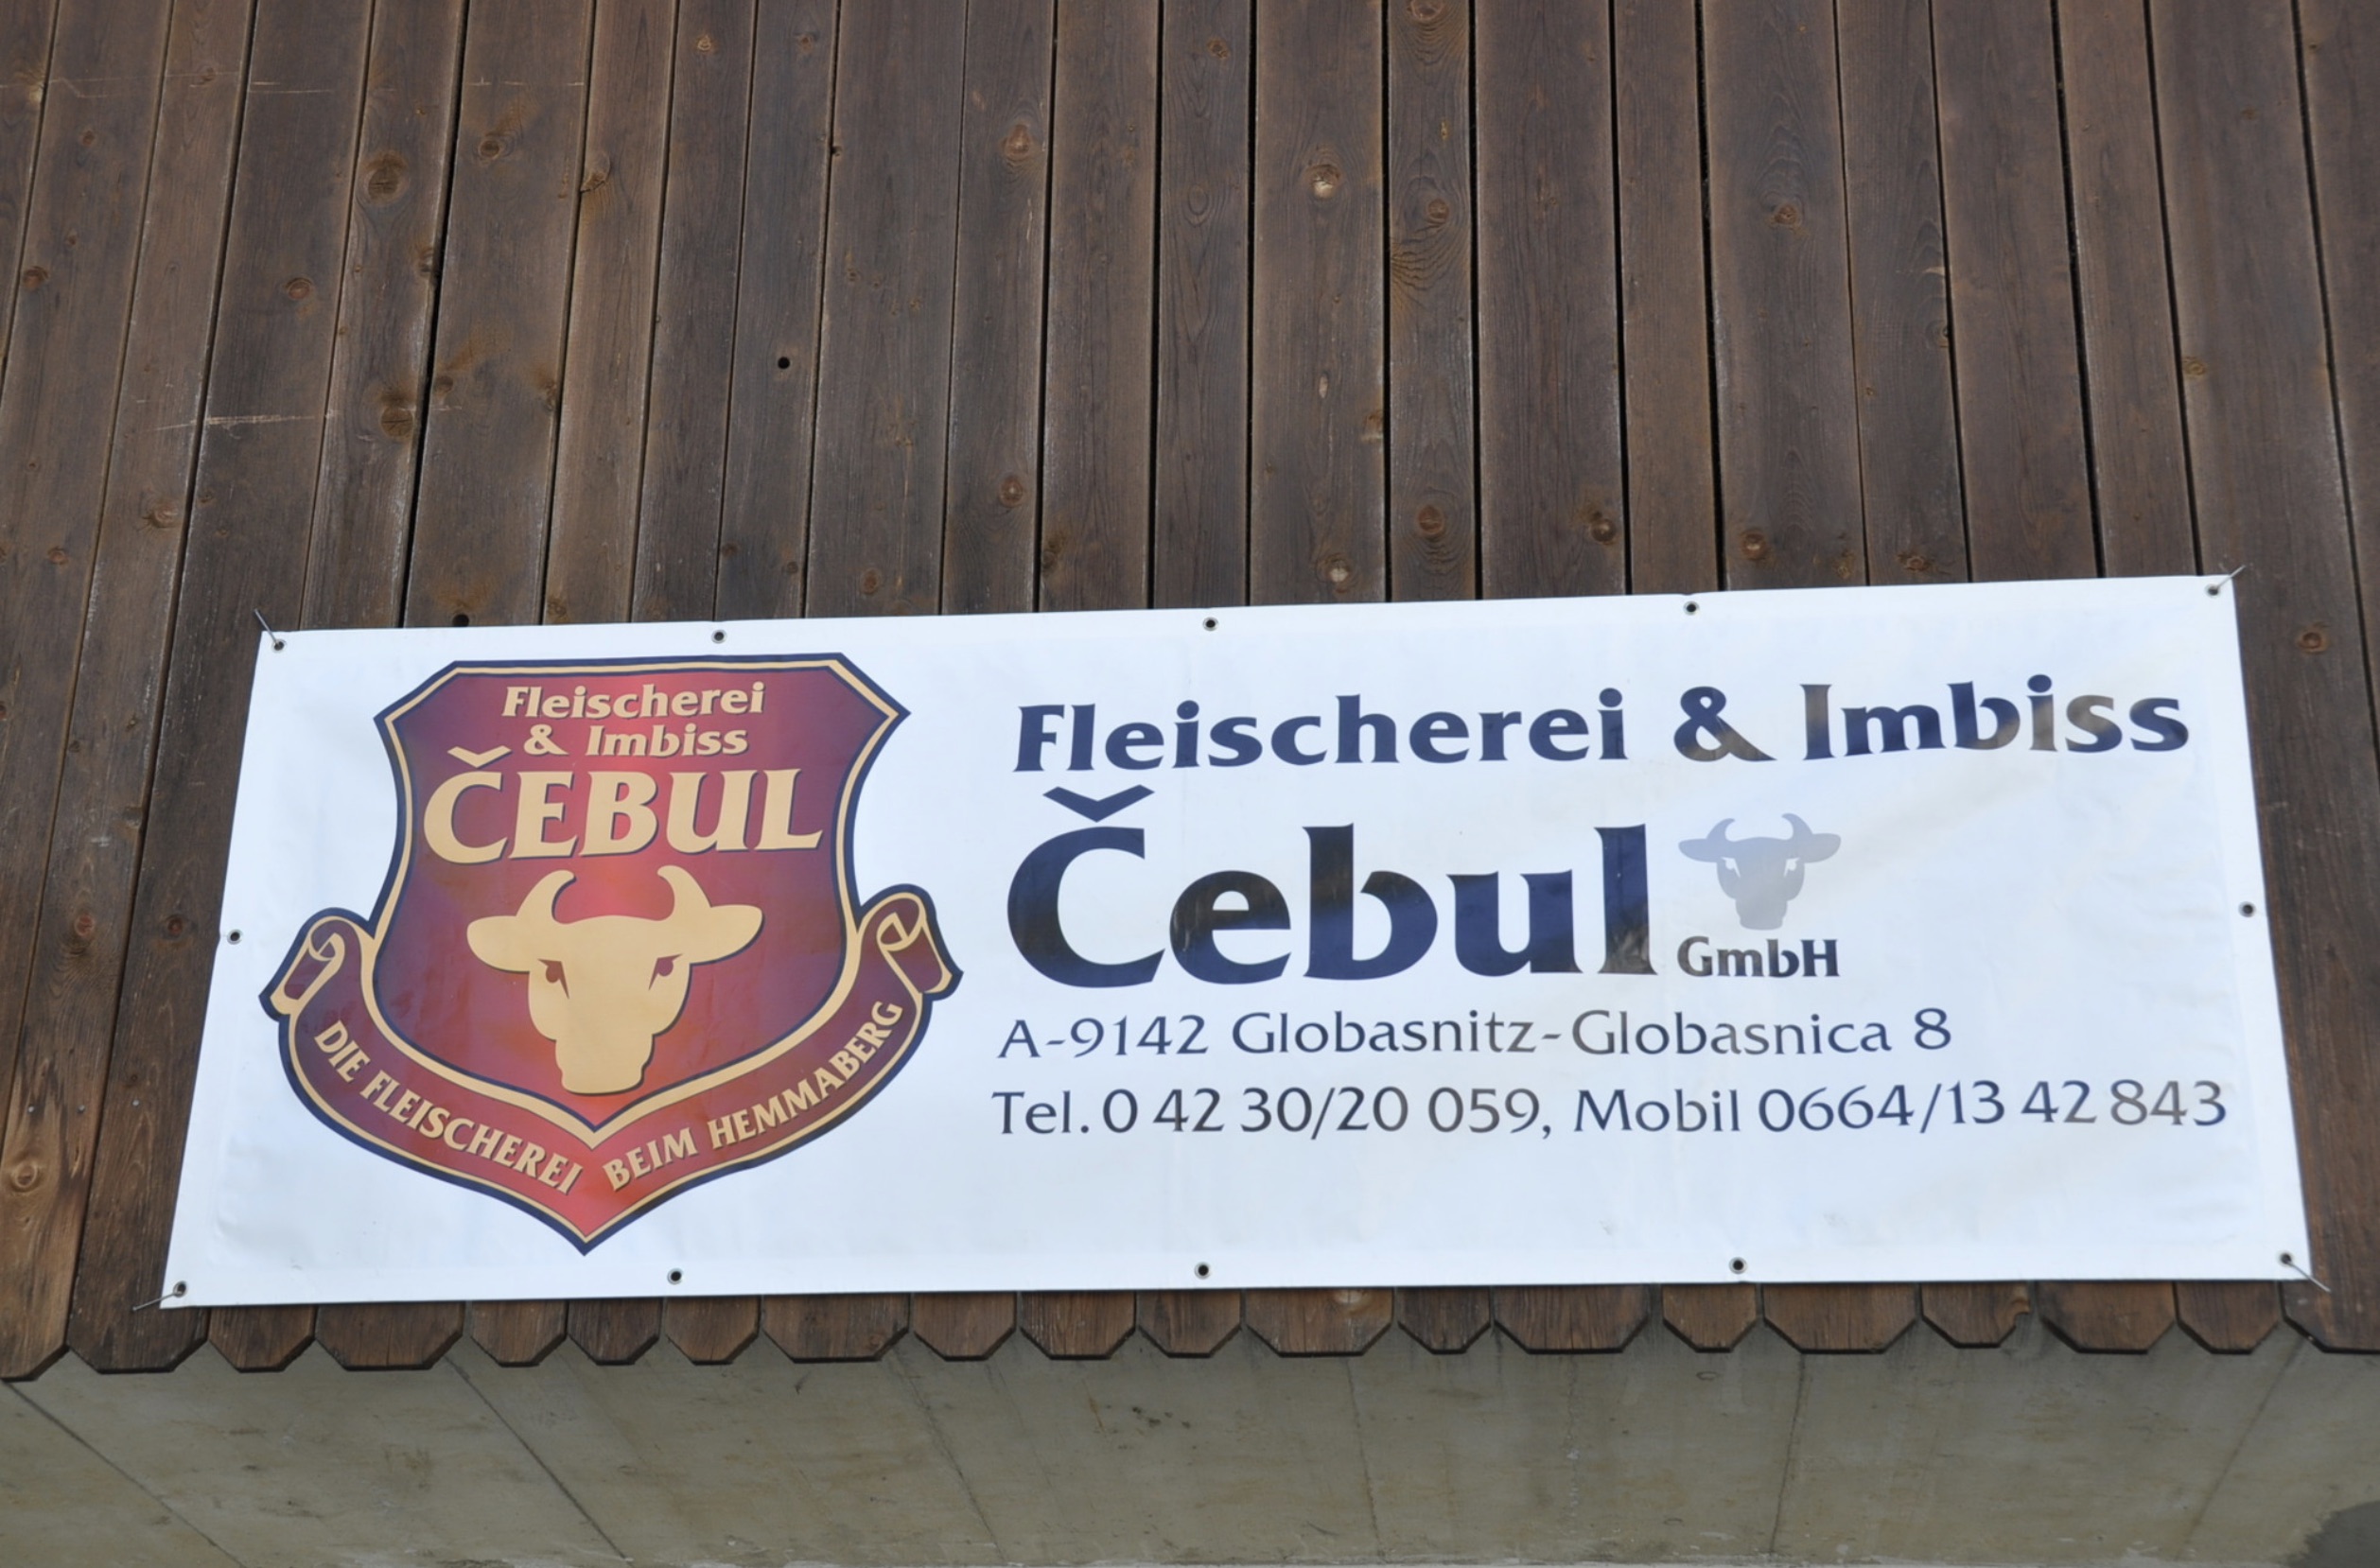 Fleischerei
& Imbiss
ČEBUL
DIE FLEISCHEREI BEIM HEMMABERG
Fleischerei & Imbiss
Čebul GmbH
A-9142 Globasnitz-Globasnica 8
Tel. 0 42 30/20 059, Mobil 0664/13 42 843